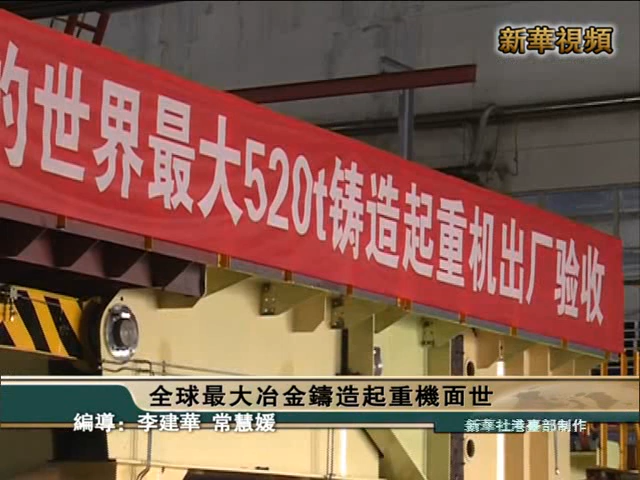 新華視頻
的世界最大520t铸造起重机出厂验收
全球最大冶金鑄造起重機面世
編導：李建華 常慧媛
新華社港臺部制作